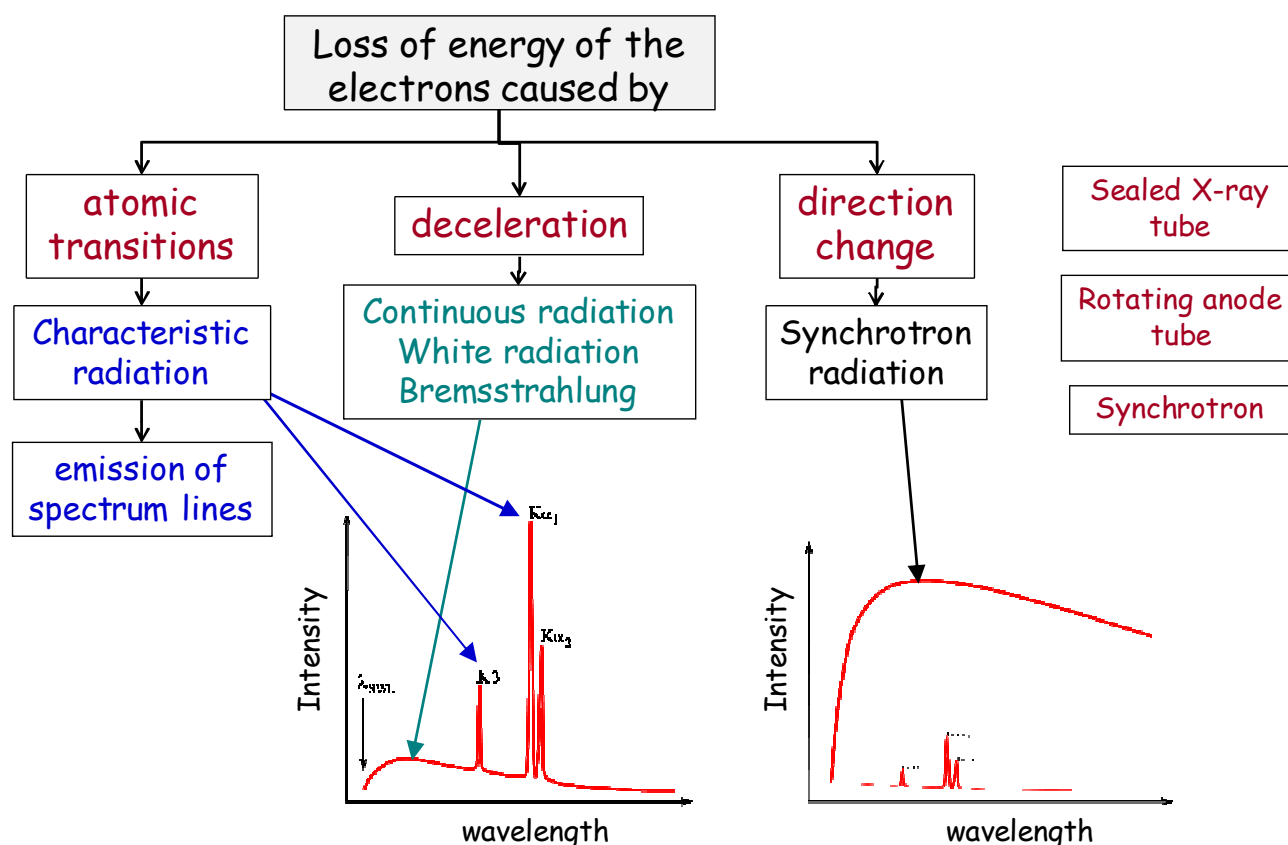 Loss of energy of the
electrons caused by
atomic
transitions
deceleration
direction
change
Sealed X-ray
tube
Characteristic
radiation
Continuous radiation
White radiation
Bremsstrahlung
Synchrotron
radiation
Rotating anode
tube
Synchrotron
emission of
spectrum lines
Kα1
Kα2
Intensity
wavelength
Intensity
wavelength